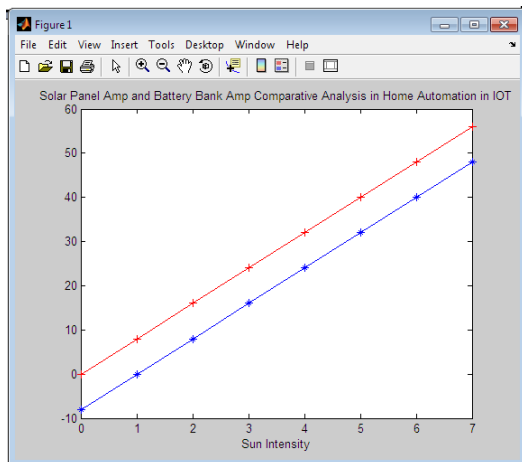 Figure 1
File Edit View Insert Tools Desktop Window Help
Solar Panel Amp and Battery Bank Amp Comparative Analysis in Home Automation in IOT
60
50
40
30
20
10
0
-10
0 1 2 3 4 5 6 7
Sun Intensity